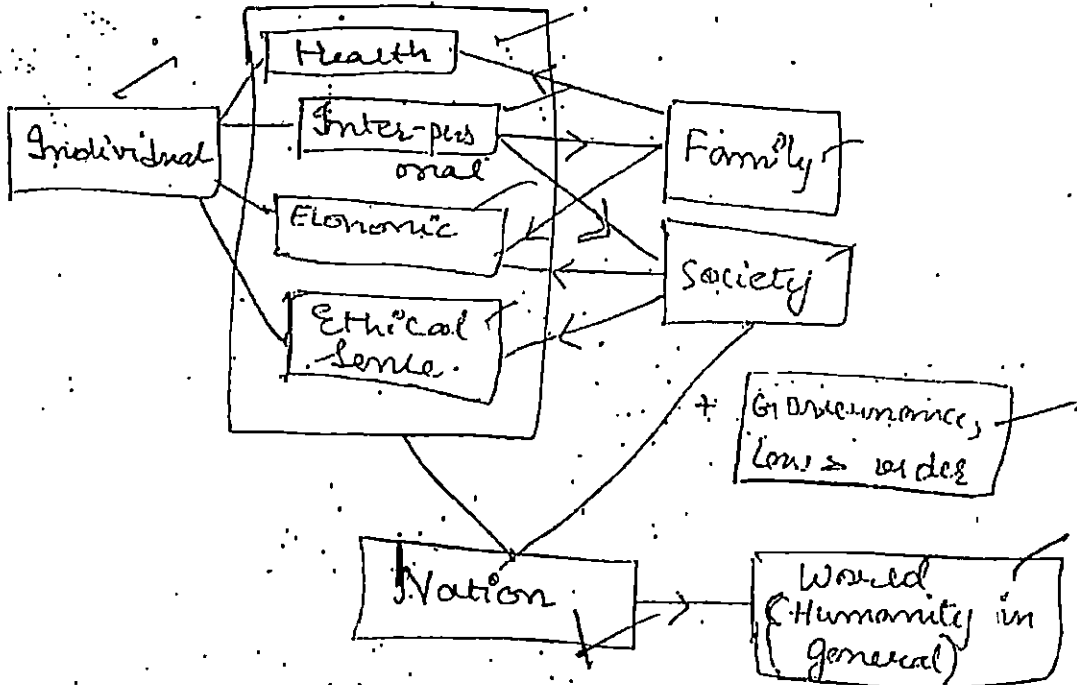 Health
Individual
Inter-pers
onal
Family
Economic
Society
Ethical
Sense.
+ Governance,
Law & order
Nation
World
(Humanity in
general)